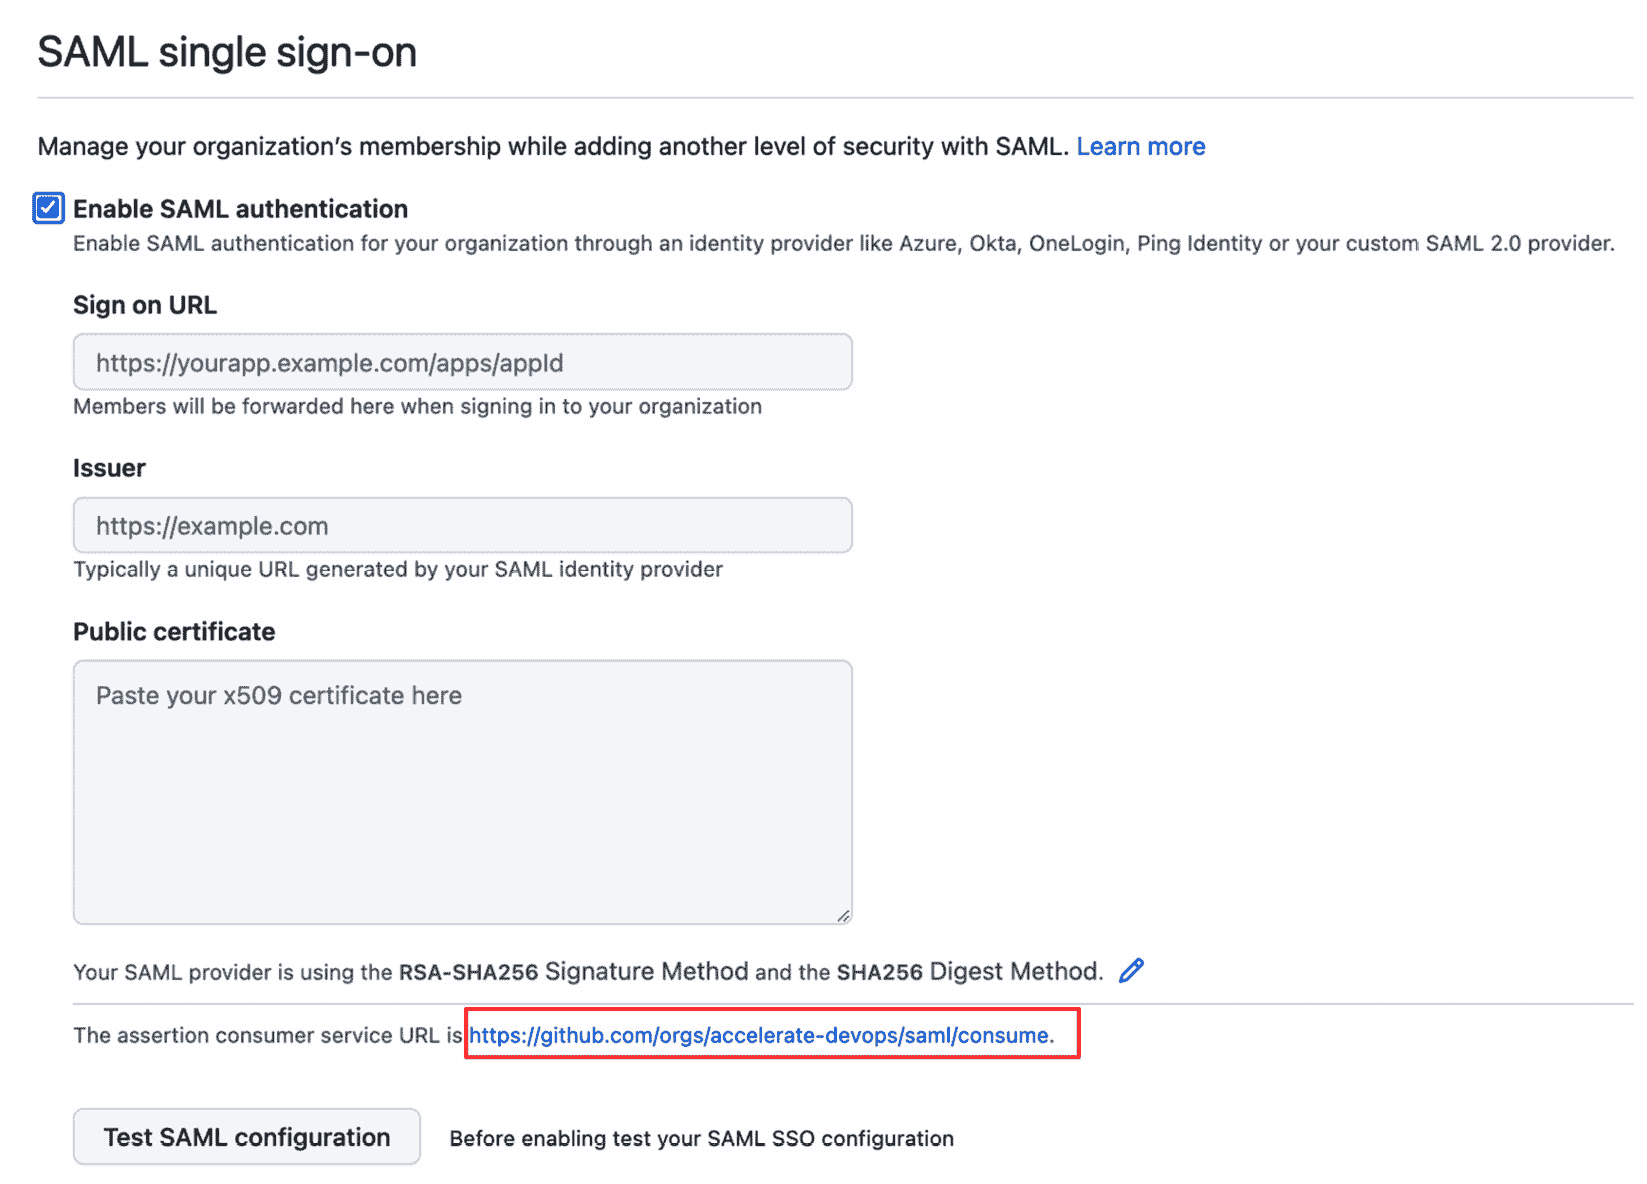 SAML single sign-on
Manage your organization's membership while adding another level of security with SAML. Learn more
Enable SAML authentication
Enable SAML authentication for your organization through an identity provider like Azure, Okta, OneLogin, Ping Identity or your custom SAML 2.0 provider.
Sign on URL
https://yourapp.example.com/apps/appId
Members will be forwarded here when signing in to your organization
Issuer
https://example.com
Typically a unique URL generated by your SAML identity provider
Public certificate
Paste your x509 certificate here
Your SAML provider is using the RSA-SHA256 Signature Method and the SHA256 Digest Method.
The assertion consumer service URL is https://github.com/orgs/accelerate-devops/saml/consume.
Test SAML configuration Before enabling test your SAML SSO configuration